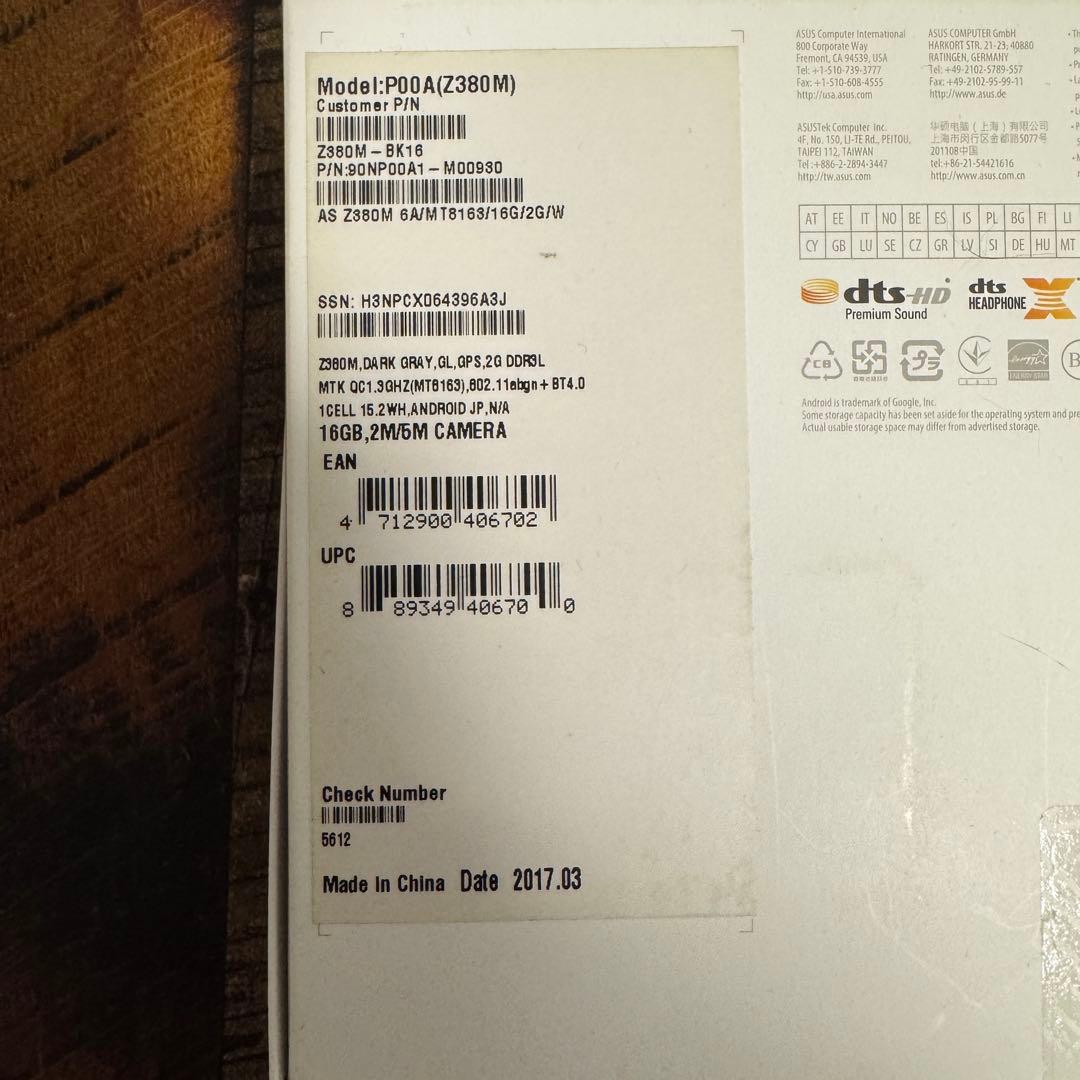 Model:P00A(Z380M)
Customer P/N
Z380M-BK16
P/N:90NP00A1-M00930
AS Z380M 6A/MT8163/16G/2G/W
SSN: H3NPCX064396A3J
Z380M,DARK GRAY,GL,GPS,2G DDR3L
MTK QC1.3GHZ(MT8163),802.11abgn+BT4.0
1CELL 15.2WH,ANDROID JP,N/A
16GB,2M/5M CAMERA
EAN
4 712900 406702
UPC
8 89349 40670 0
Check Number
5612
Made In China Date 2017.03
ASUS Computer International
800 Corporate Way
Fremont, CA 94539, USA
Tel: +1-510-739-3777
Fax: +1-510-608-4555
http://usa.asus.com
ASUS COMPUTER GmbH
HARKORT STR. 21-23, 40880
RATINGEN, GERMANY
Tel: +49-2102-5789-557
Fax: +49-2102-95-99-11
http://www.asus.de
ASUSTek Computer Inc.
4F, No. 150, LI-TE Rd., PEITOU,
TAIPEI 112, TAIWAN
Tel: +886-2-2894-3447
http://tw.asus.com
华硕电脑（上海）有限公司
上海市闵行区金都路5077号
201108中国
tel:+86-21-54421616
http://www.asus.com.cn
AT EE IT NO BE ES IS PL BG FI LI
CY GB LU SE CZ GR LV SI DE HU MT
dts-HD
Premium Sound
dts
HEADPHONE X
ENERGY STAR
Android is trademark of Google, Inc.
Some storage capacity has been set aside for the operating system and
Actual usable storage space may differ from advertised storage.